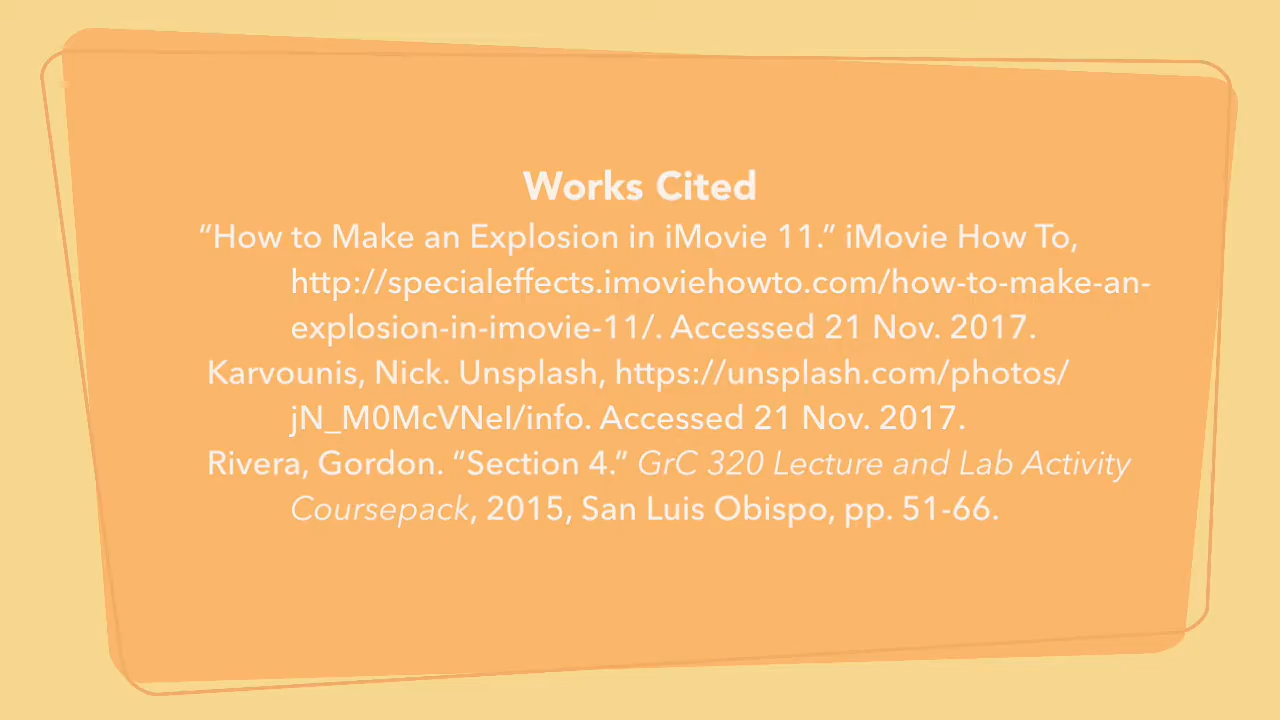 Works Cited
“How to Make an Explosion in iMovie 11.” iMovie How To,
http://specialeffects.imoviehowto.com/how-to-make-an-
explosion-in-imovie-11/. Accessed 21 Nov. 2017.
Karvounis, Nick. Unsplash, https://unsplash.com/photos/
jN_M0McVNeI/info. Accessed 21 Nov. 2017.
Rivera, Gordon. “Section 4.” GrC 320 Lecture and Lab Activity
Coursepack, 2015, San Luis Obispo, pp. 51-66.